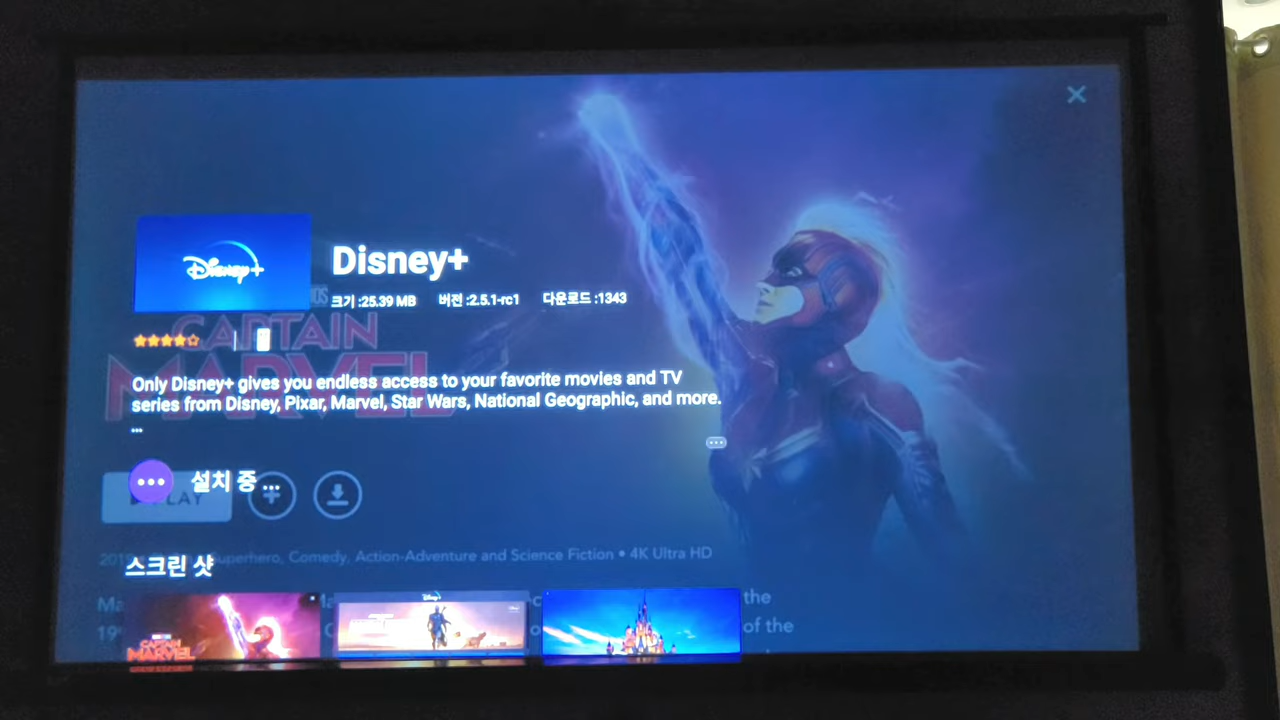 Disney+
Disney+
크기 :25.39 MB 버전 :2.5.1-rc1 다운로드 :1343
CAPTAIN
MARVEL
Only Disney+ gives you endless access to your favorite movies and TV
series from Disney, Pixar, Marvel, Star Wars, National Geographic, and more.
...
설치 중 ...
PLAY
Superhero, Comedy, Action-Adventure and Science Fiction • 4K Ultra HD
스크린 샷
the
of the
CAPTAIN
MARVEL